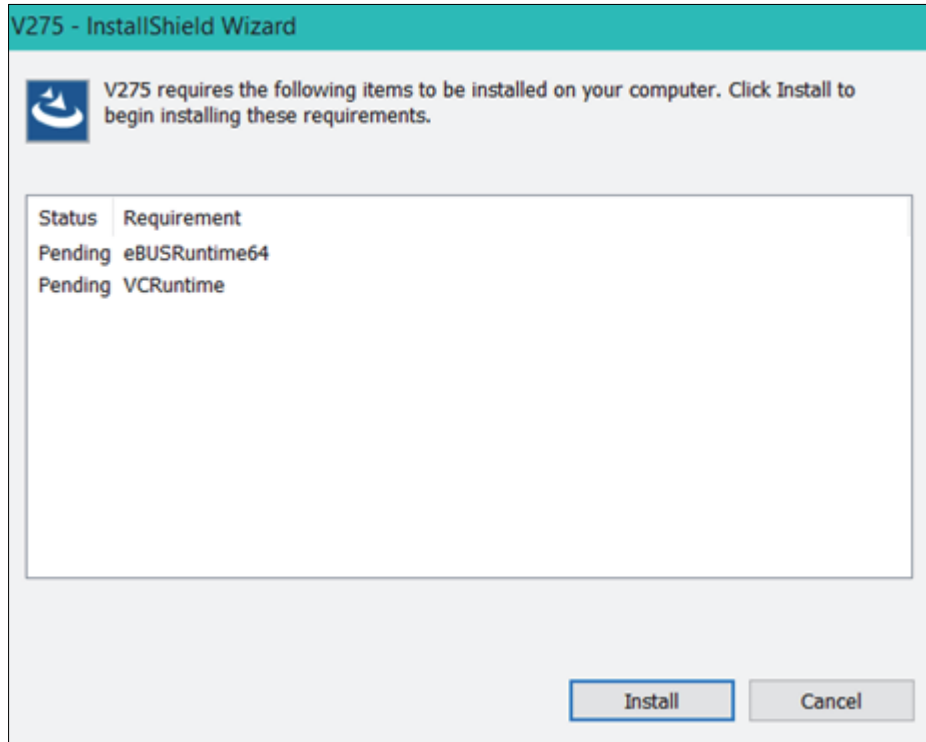 V275 - InstallShield Wizard
V275 requires the following items to be installed on your computer. Click Install to
begin installing these requirements.
Status Requirement
Pending eBUSRuntime64
Pending VCRuntime
Install Cancel